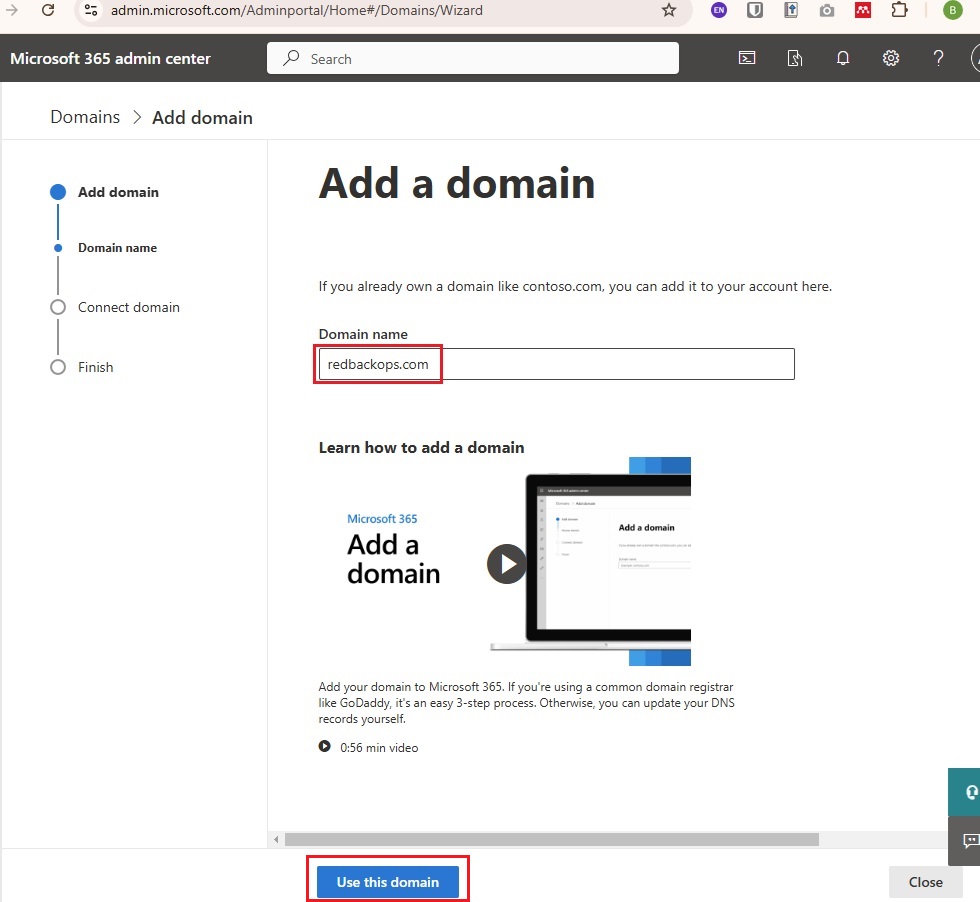 admin.microsoft.com/Adminportal/Home#/Domains/Wizard
EN
B
Microsoft 365 admin center
Search
?
Domains > Add domain
Add domain
Domain name
Connect domain
Finish
Add a domain
If you already own a domain like contoso.com, you can add it to your account here.
Domain name
redbackops.com
Learn how to add a domain
Microsoft 365
Add a
domain
Microsoft 365 admin center
Add a domain
Add your domain to Microsoft 365. If you're using a common domain registrar
like GoDaddy, it's an easy 3-step process. Otherwise, you can update your DNS
records yourself.
0:56 min video
Use this domain
Close